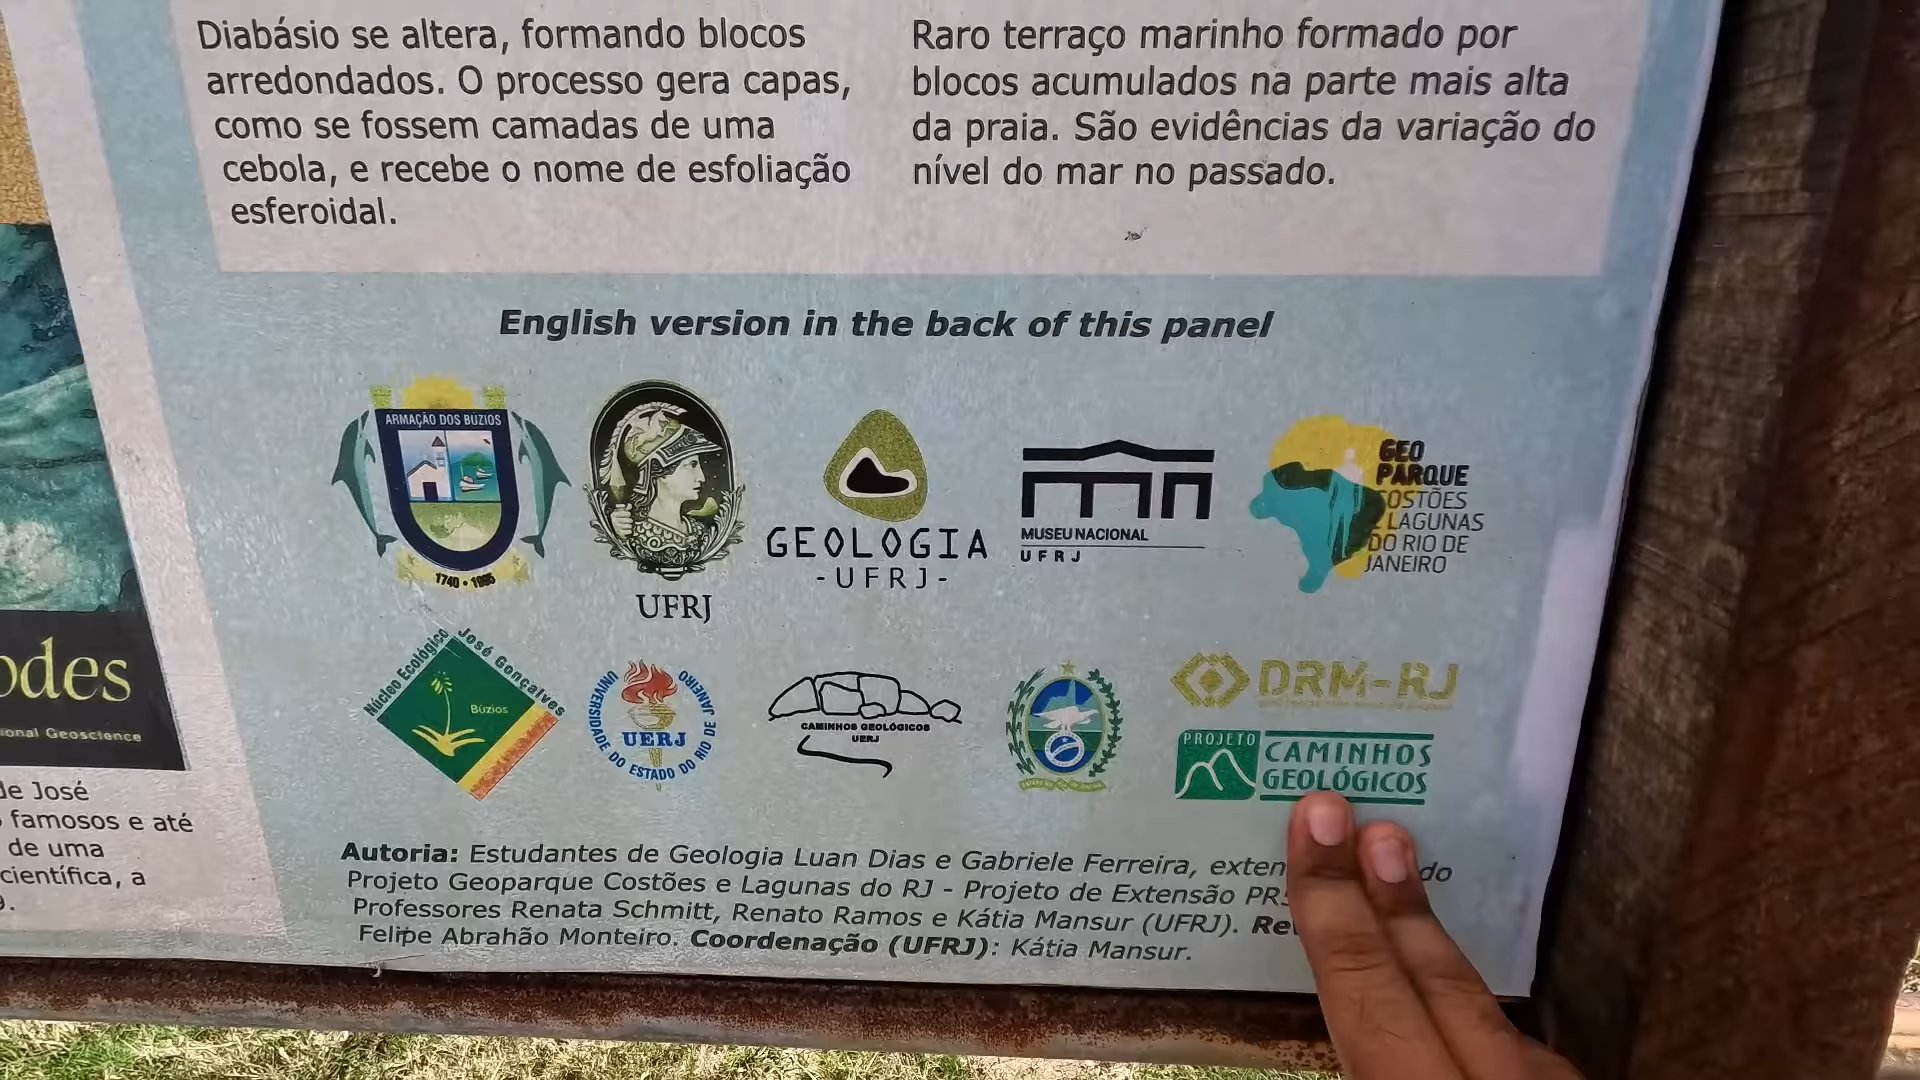 Diabásio se altera, formando blocos
arredondados. O processo gera capas,
como se fossem camadas de uma
cebola, e recebe o nome de esfoliação
esferoidal.
Raro terraço marinho formado por
blocos acumulados na parte mais alta
da praia. São evidências da variação do
nível do mar no passado.
English version in the back of this panel
ARMAÇÃO DOS BÚZIOS
1740 • 1995
UFRJ
GEOLOGIA
-UFRJ-
MUSEU NACIONAL
UFRJ
GEO
PARQUE
COSTÕES
E LAGUNAS
DO RIO DE
JANEIRO
Núcleo Ecológico José Gonçalves
Búzios
UNIVERSIDADE DO ESTADO DO RIO DE JANEIRO
UERJ
CAMINHOS GEOLÓGICOS
UERJ
DRM-RJ
PROJETO
CAMINHOS
GEOLÓGICOS
odes
ional Geoscience
de José
famosos e até
de uma
científica, a
9.
Autoria: Estudantes de Geologia Luan Dias e Gabriele Ferreira, exten do
Projeto Geoparque Costões e Lagunas do RJ - Projeto de Extensão PR5
Professores Renata Schmitt, Renato Ramos e Kátia Mansur (UFRJ). Re
Felipe Abrahão Monteiro. Coordenação (UFRJ): Kátia Mansur.